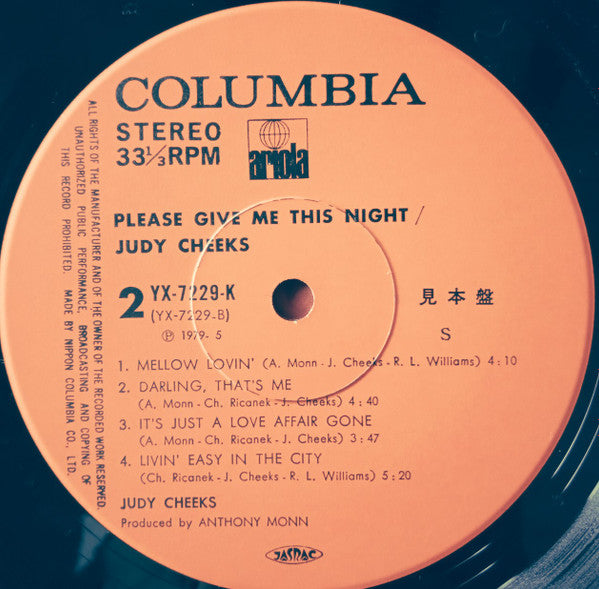 COLUMBIA
STEREO
33 1/3 RPM
ariola
PLEASE GIVE ME THIS NIGHT /
JUDY CHEEKS
2 YX-7229-K
(YX-7229-B)
Ⓟ 1979-5
見本盤
S
1. MELLOW LOVIN' (A. Monn - J. Cheeks - R. L. Williams) 4:10
2. DARLING, THAT'S ME
(A. Monn - Ch. Ricanek - J. Cheeks) 4:40
3. IT'S JUST A LOVE AFFAIR GONE
(A. Monn - Ch. Ricanek - J. Cheeks) 3:47
4. LIVIN' EASY IN THE CITY
(Ch. Ricanek - J. Cheeks - R. L. Williams) 5:20
JUDY CHEEKS
Produced by ANTHONY MONN
JASRAC
ALL RIGHTS OF THE MANUFACTURER AND OF THE OWNER OF THE RECORDED WORK RESERVED.
UNAUTHORIZED PUBLIC PERFORMANCE, BROADCASTING AND COPYING OF
THIS RECORD PROHIBITED. MADE BY NIPPON COLUMBIA CO., LTD.